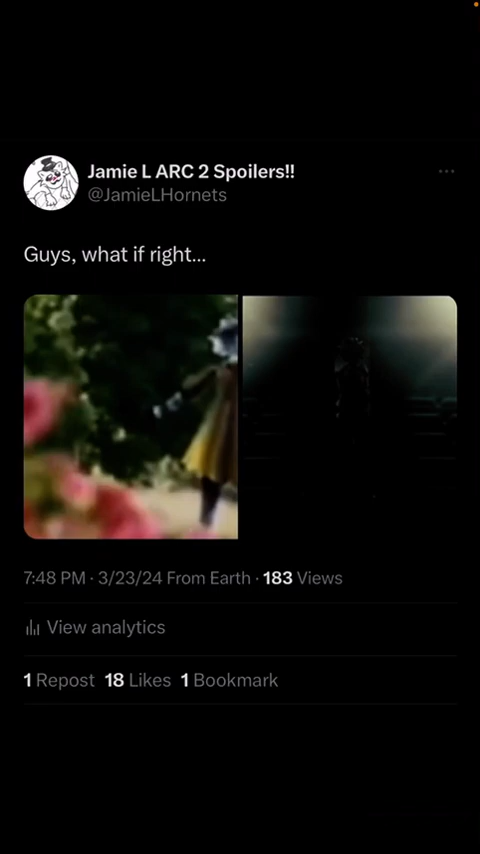 Jamie L ARC 2 Spoilers!!
@JamieLHornets
Guys, what if right...
7:48 PM · 3/23/24 From Earth · 183 Views
View analytics
1 Repost 18 Likes 1 Bookmark